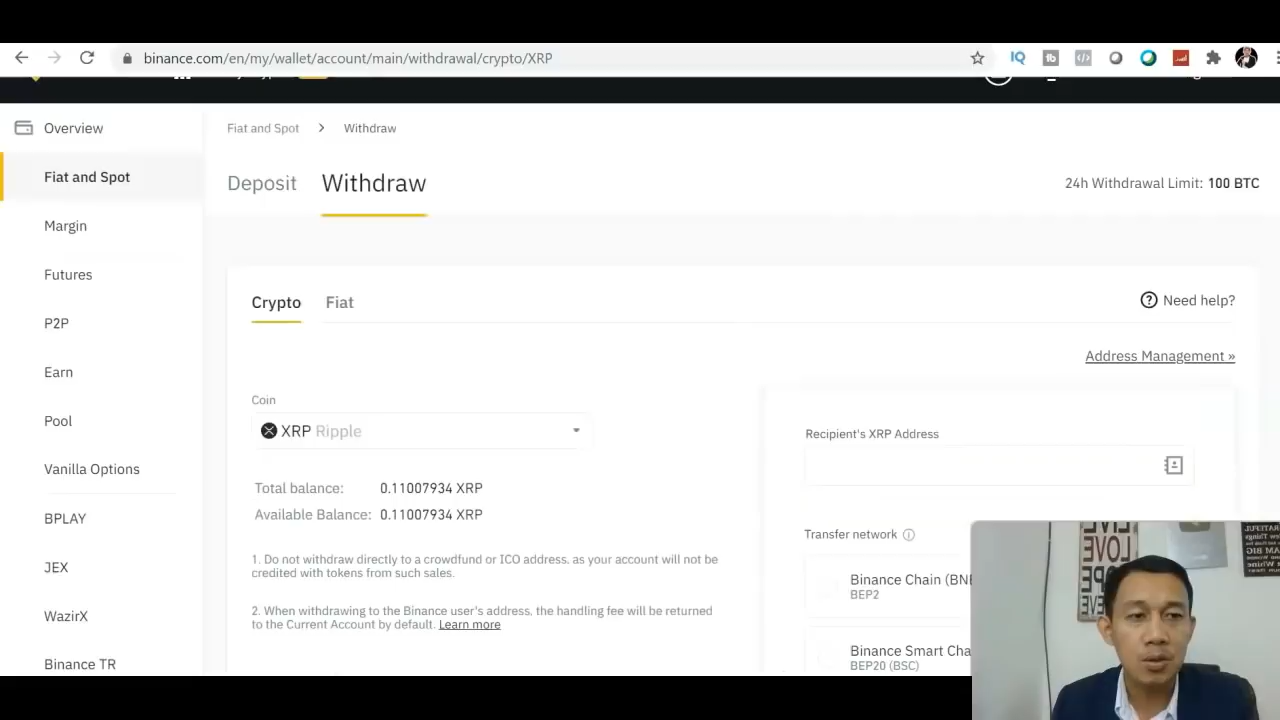 binance.com/en/my/wallet/account/main/withdrawal/crypto/XRP
Overview
Fiat and Spot
Margin
Futures
P2P
Earn
Pool
Vanilla Options
BPLAY
JEX
WazirX
Binance TR
Fiat and Spot > Withdraw
Deposit Withdraw
24h Withdrawal Limit: 100 BTC
Crypto Fiat
Need help?
Address Management »
Coin
XRP Ripple
Total balance: 0.11007934 XRP
Available Balance: 0.11007934 XRP
1. Do not withdraw directly to a crowdfund or ICO address, as your account will not be
credited with tokens from such sales.
2. When withdrawing to the Binance user's address, the handling fee will be returned
to the Current Account by default. Learn more
Recipient's XRP Address
Transfer network
Binance Chain (BNB
BEP2
Binance Smart Cha
BEP20 (BSC)
LIVE
LOVE